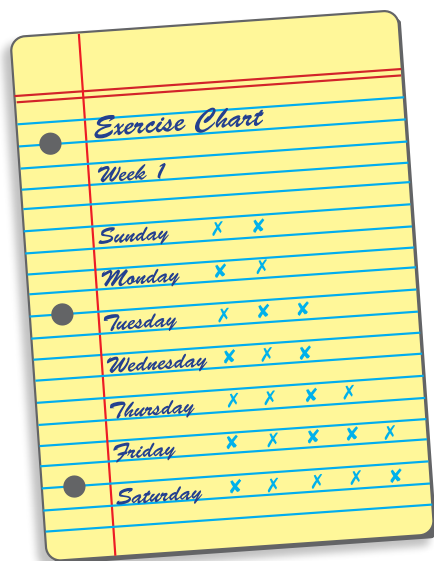 Exercise Chart
Week 1
Sunday ✗ ✘
Monday ✘ ✗
Tuesday ✗ ✘ ✘
Wednesday ✘ ✗ ✘
Thursday ✗ ✗ ✘ ✗
Friday ✘ ✗ ✘ ✘ ✗
Saturday ✘ ✗ ✗ ✗ ✘